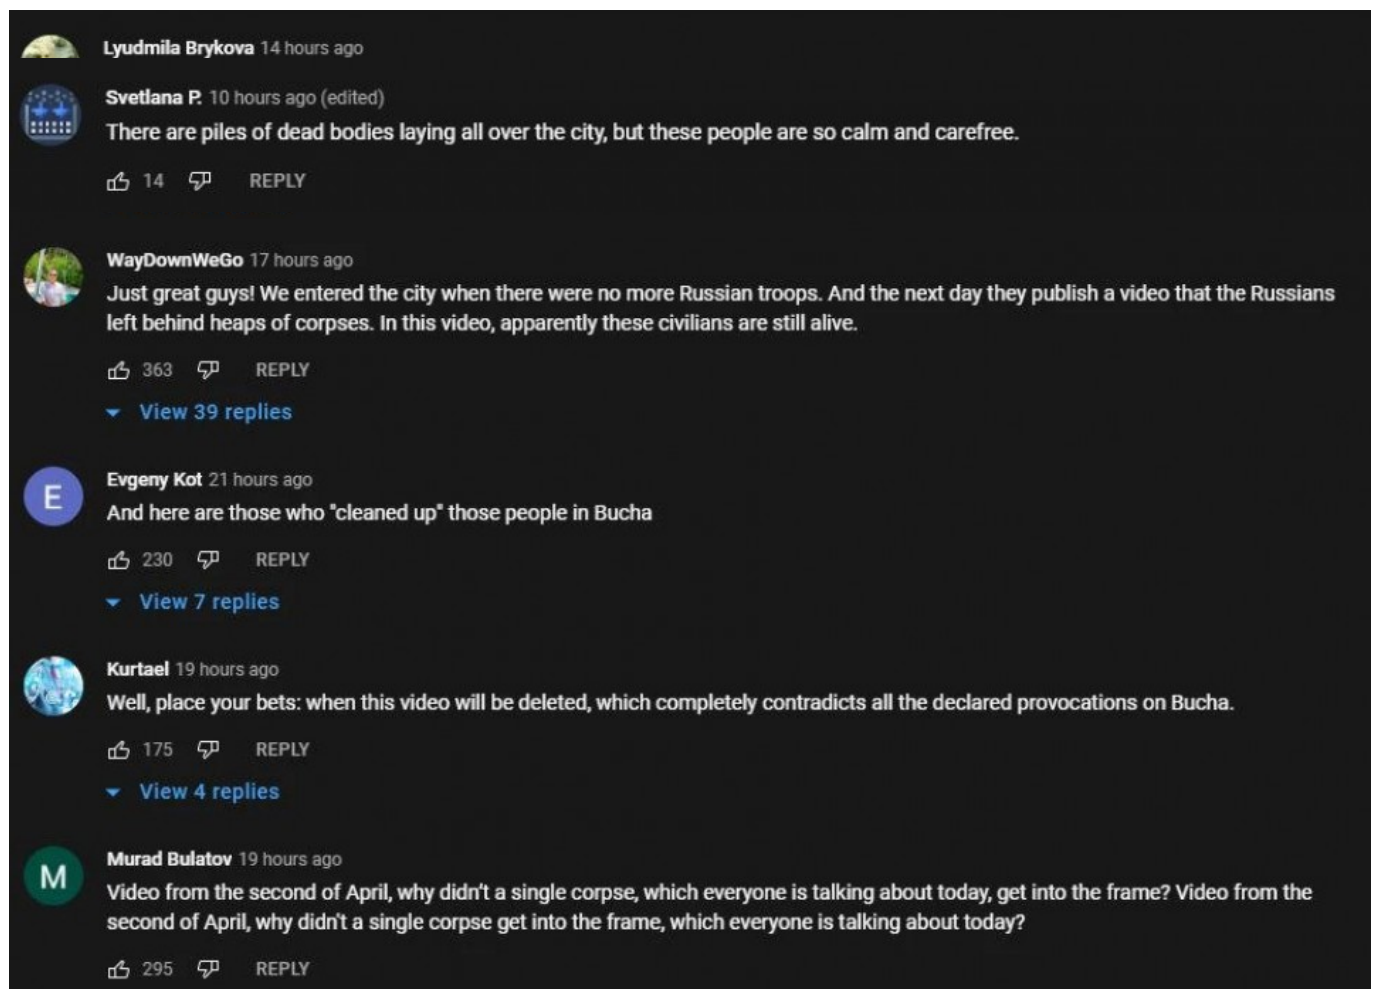 Lyudmila Brykova 14 hours ago
Svetlana P. 10 hours ago (edited)
There are piles of dead bodies laying all over the city, but these people are so calm and carefree.
14 REPLY
WayDownWeGo 17 hours ago
Just great guys! We entered the city when there were no more Russian troops. And the next day they publish a video that the Russians
left behind heaps of corpses. In this video, apparently these civilians are still alive.
363 REPLY
View 39 replies
E
Evgeny Kot 21 hours ago
And here are those who "cleaned up" those people in Bucha
230 REPLY
View 7 replies
Kurtael 19 hours ago
Well, place your bets: when this video will be deleted, which completely contradicts all the declared provocations on Bucha.
175 REPLY
View 4 replies
M
Murad Bulatov 19 hours ago
Video from the second of April, why didn't a single corpse, which everyone is talking about today, get into the frame? Video from the
second of April, why didn't a single corpse get into the frame, which everyone is talking about today?
295 REPLY